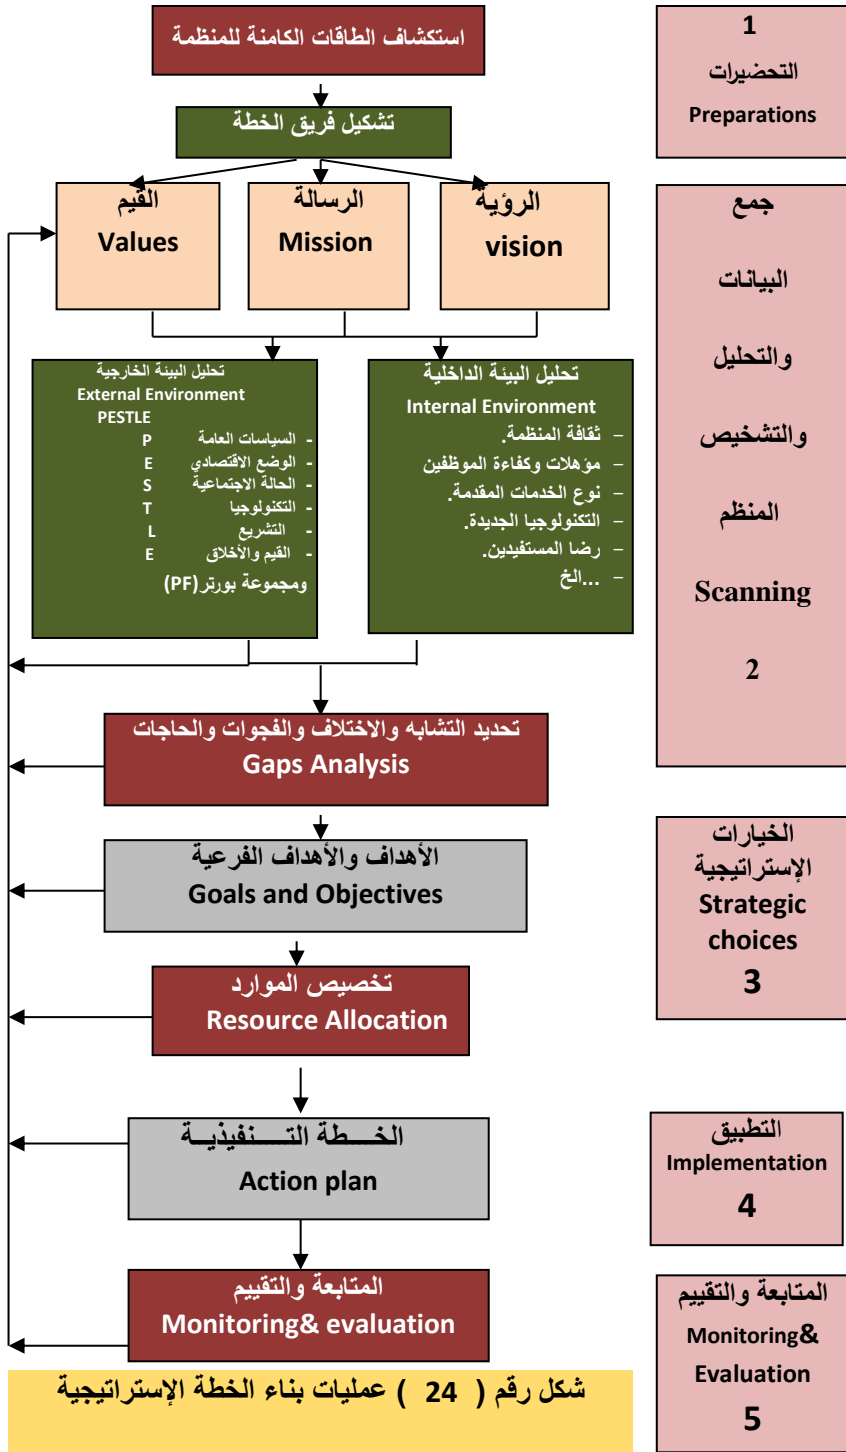 استكشاف الطاقات الكامنة للمنظمة
تشكيل فريق الخطة
الرؤية
vision
الرسالة
Mission
القيم
Values
تحليل البيئة الداخلية
Internal Environment
– ثقافة المنظمة.
– مؤهلات وكفاءة الموظفين
– نوع الخدمات المقدمة.
– التكنولوجيا الجديدة.
– رضا المستفيدين.
– ...الخ
تحليل البيئة الخارجية
External Environment
PESTLE
- السياسات العامة P
- الوضع الاقتصادي E
- الحالة الاجتماعية S
- التكنولوجيا T
- التشريع L
- القيم والأخلاق E
ومجموعة بورتر(PF)
تحديد التشابه والاختلاف والفجوات والحاجات
Gaps Analysis
الأهداف والأهداف الفرعية
Goals and Objectives
تخصيص الموارد
Resource Allocation
الخـــطة التـــــنفيذيــة
Action plan
المتابعة والتقييم
Monitoring& evaluation
شكل رقم ( 24 ) عمليات بناء الخطة الإستراتيجية
1
التحضيرات
Preparations
جمع
البيانات
والتحليل
والتشخيص
المنظم
Scanning
2
الخيارات
الإستراتيجية
Strategic
choices
3
التطبيق
Implementation
4
المتابعة والتقييم
Monitoring&
Evaluation
5